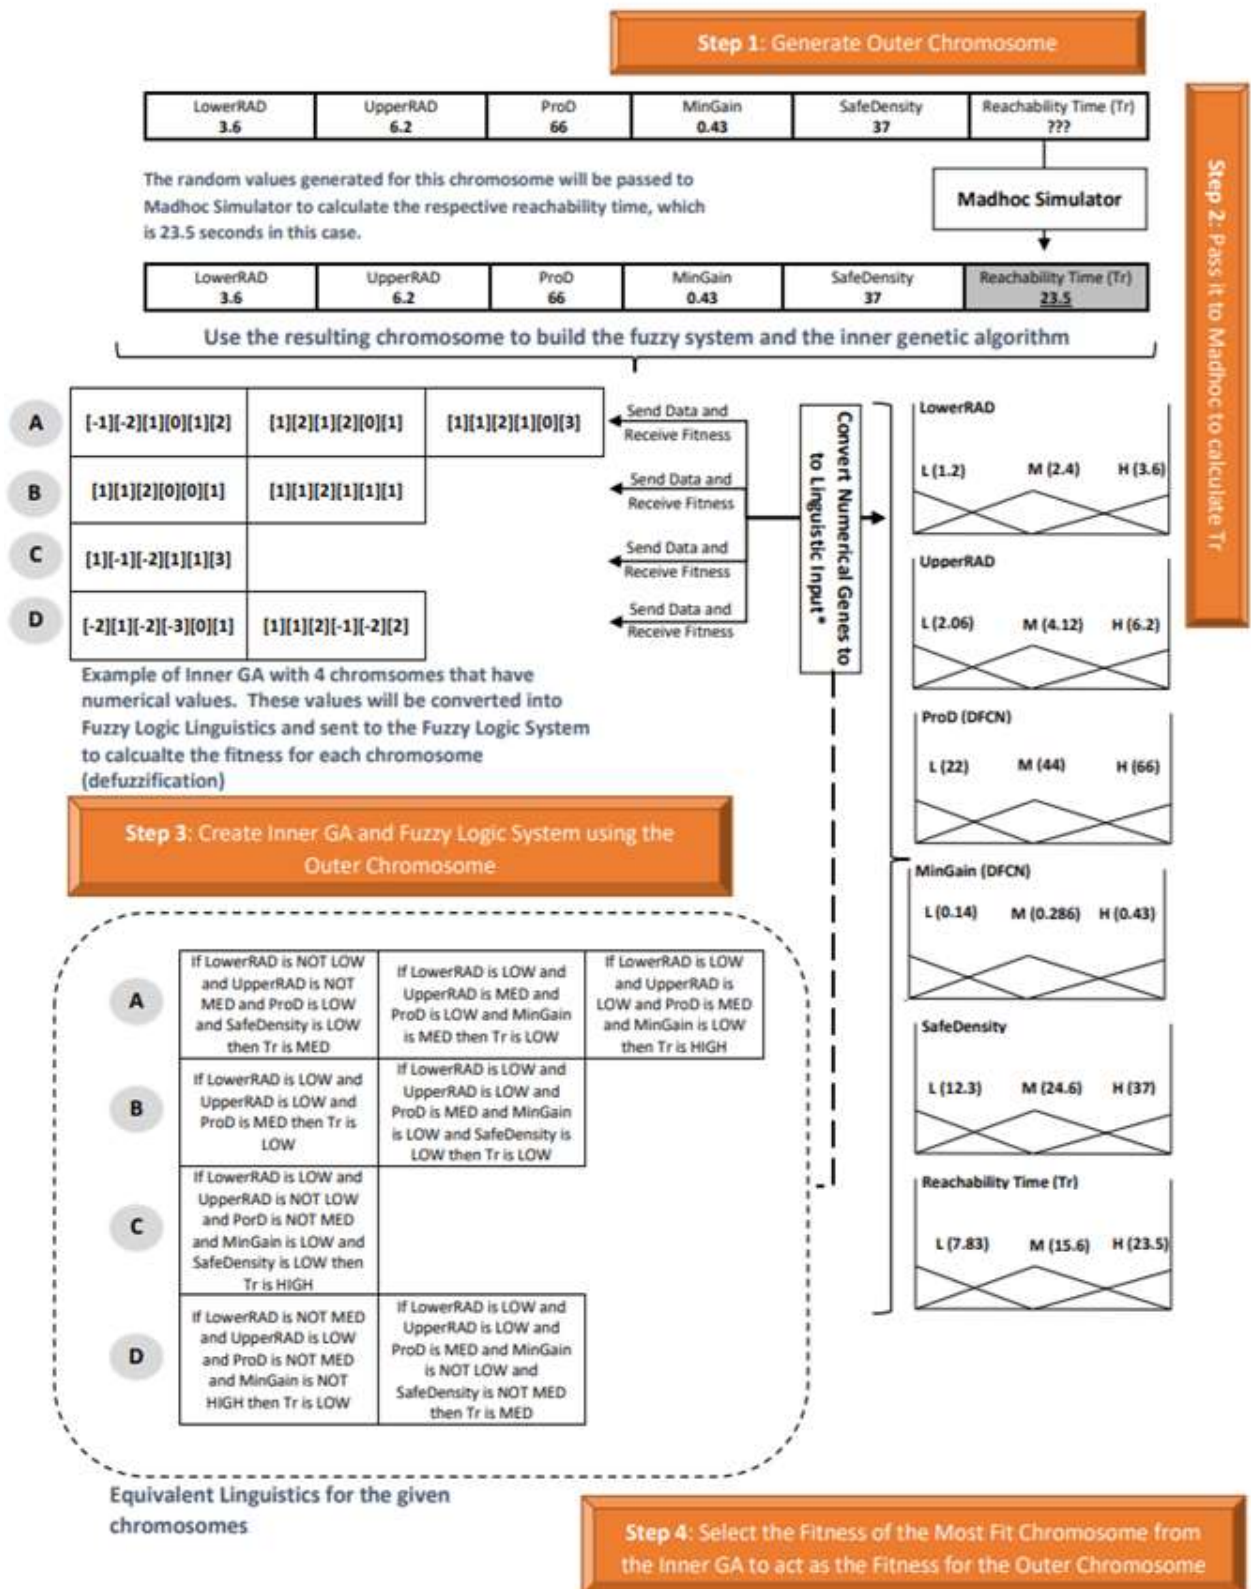 Step 1: Generate Outer Chromosome
LowerRAD UpperRAD ProD MinGain SafeDensity Reachability Time (Tr)
3.6 6.2 66 0.43 37 ???
The random values generated for this chromosome will be passed to
Madhoc Simulator to calculate the respective reachability time, which
is 23.5 seconds in this case.
Madhoc Simulator
Step 2: Pass it to Madhoc to calculate Tr
LowerRAD UpperRAD ProD MinGain SafeDensity Reachability Time (Tr)
3.6 6.2 66 0.43 37 23.5
Use the resulting chromosome to build the fuzzy system and the inner genetic algorithm
A
[-1][-2][1][0][1][2] [1][2][1][2][0][1] [1][1][2][1][0][3]
Send Data and
Receive Fitness
B
[1][1][2][0][0][1] [1][1][2][1][1][1]
Send Data and
Receive Fitness
C
[1][-1][-2][1][1][3]
Send Data and
Receive Fitness
D
[-2][1][-2][-3][0][1] [1][1][2][-1][-2][2]
Send Data and
Receive Fitness
Convert Numerical Genes to
to Linguistic Input*
Example of Inner GA with 4 chromsomes that have
numerical values. These values will be converted into
Fuzzy Logic Linguistics and sent to the Fuzzy Logic System
to calcualte the fitness for each chromosome
(defuzzification)
LowerRAD
L (1.2) M (2.4) H (3.6)
UpperRAD
L (2.06) M (4.12) H (6.2)
ProD (DFCN)
L (22) M (44) H (66)
MinGain (DFCN)
L (0.14) M (0.286) H (0.43)
SafeDensity
L (12.3) M (24.6) H (37)
Reachability Time (Tr)
L (7.83) M (15.6) H (23.5)
Step 3: Create Inner GA and Fuzzy Logic System using the
Outer Chromosome
A
If LowerRAD is NOT LOW
and UpperRAD is NOT
MED and ProD is LOW
and SafeDensity is LOW
then Tr is MED
If LowerRAD is LOW and
UpperRAD is MED and
ProD is LOW and MinGain
is MED then Tr is LOW
If LowerRAD is LOW
and UpperRAD is
LOW and ProD is MED
and MinGain is LOW
then Tr is HIGH
B
If LowerRAD is LOW and
UpperRAD is LOW and
ProD is MED then Tr is
LOW
If LowerRAD is LOW and
UpperRAD is LOW and
ProD is MED and MinGain
is LOW and SafeDensity is
LOW then Tr is LOW
C
If LowerRAD is LOW and
UpperRAD is NOT LOW
and PorD is NOT MED
and MinGain is LOW and
SafeDensity is LOW then
Tr is HIGH
D
If LowerRAD is NOT MED
and UpperRAD is LOW
and ProD is NOT MED
and MinGain is NOT
HIGH then Tr is LOW
If LowerRAD is LOW and
UpperRAD is LOW and
ProD is MED and MinGain
is NOT LOW and
SafeDensity is NOT MED
then Tr is MED
Equivalent Linguistics for the given
chromosomes
Step 4: Select the Fitness of the Most Fit Chromosome from
the Inner GA to act as the Fitness for the Outer Chromosome